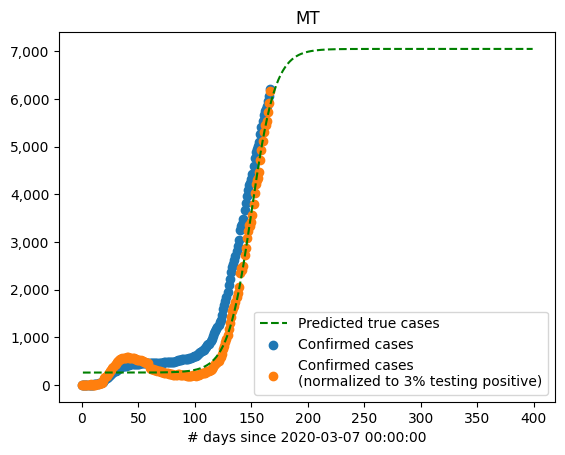 MT
7,000
6,000
5,000
4,000
3,000
2,000
1,000
0
Predicted true cases
Confirmed cases
Confirmed cases
(normalized to 3% testing positive)
0 50 100 150 200 250 300 350 400
# days since 2020-03-07 00:00:00